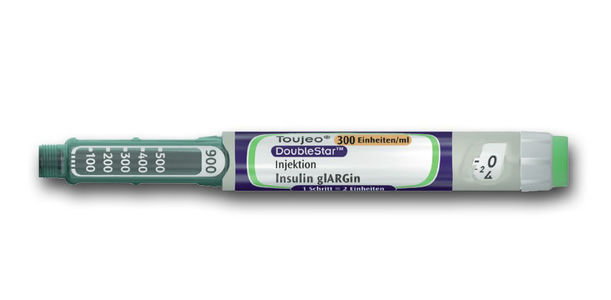 100
200
300
400
500
900
Toujeo® 300 Einheiten/ml
DoubleStar™
Injektion
Insulin glARGin
1 Schritt = 2 Einheiten
0
2
4